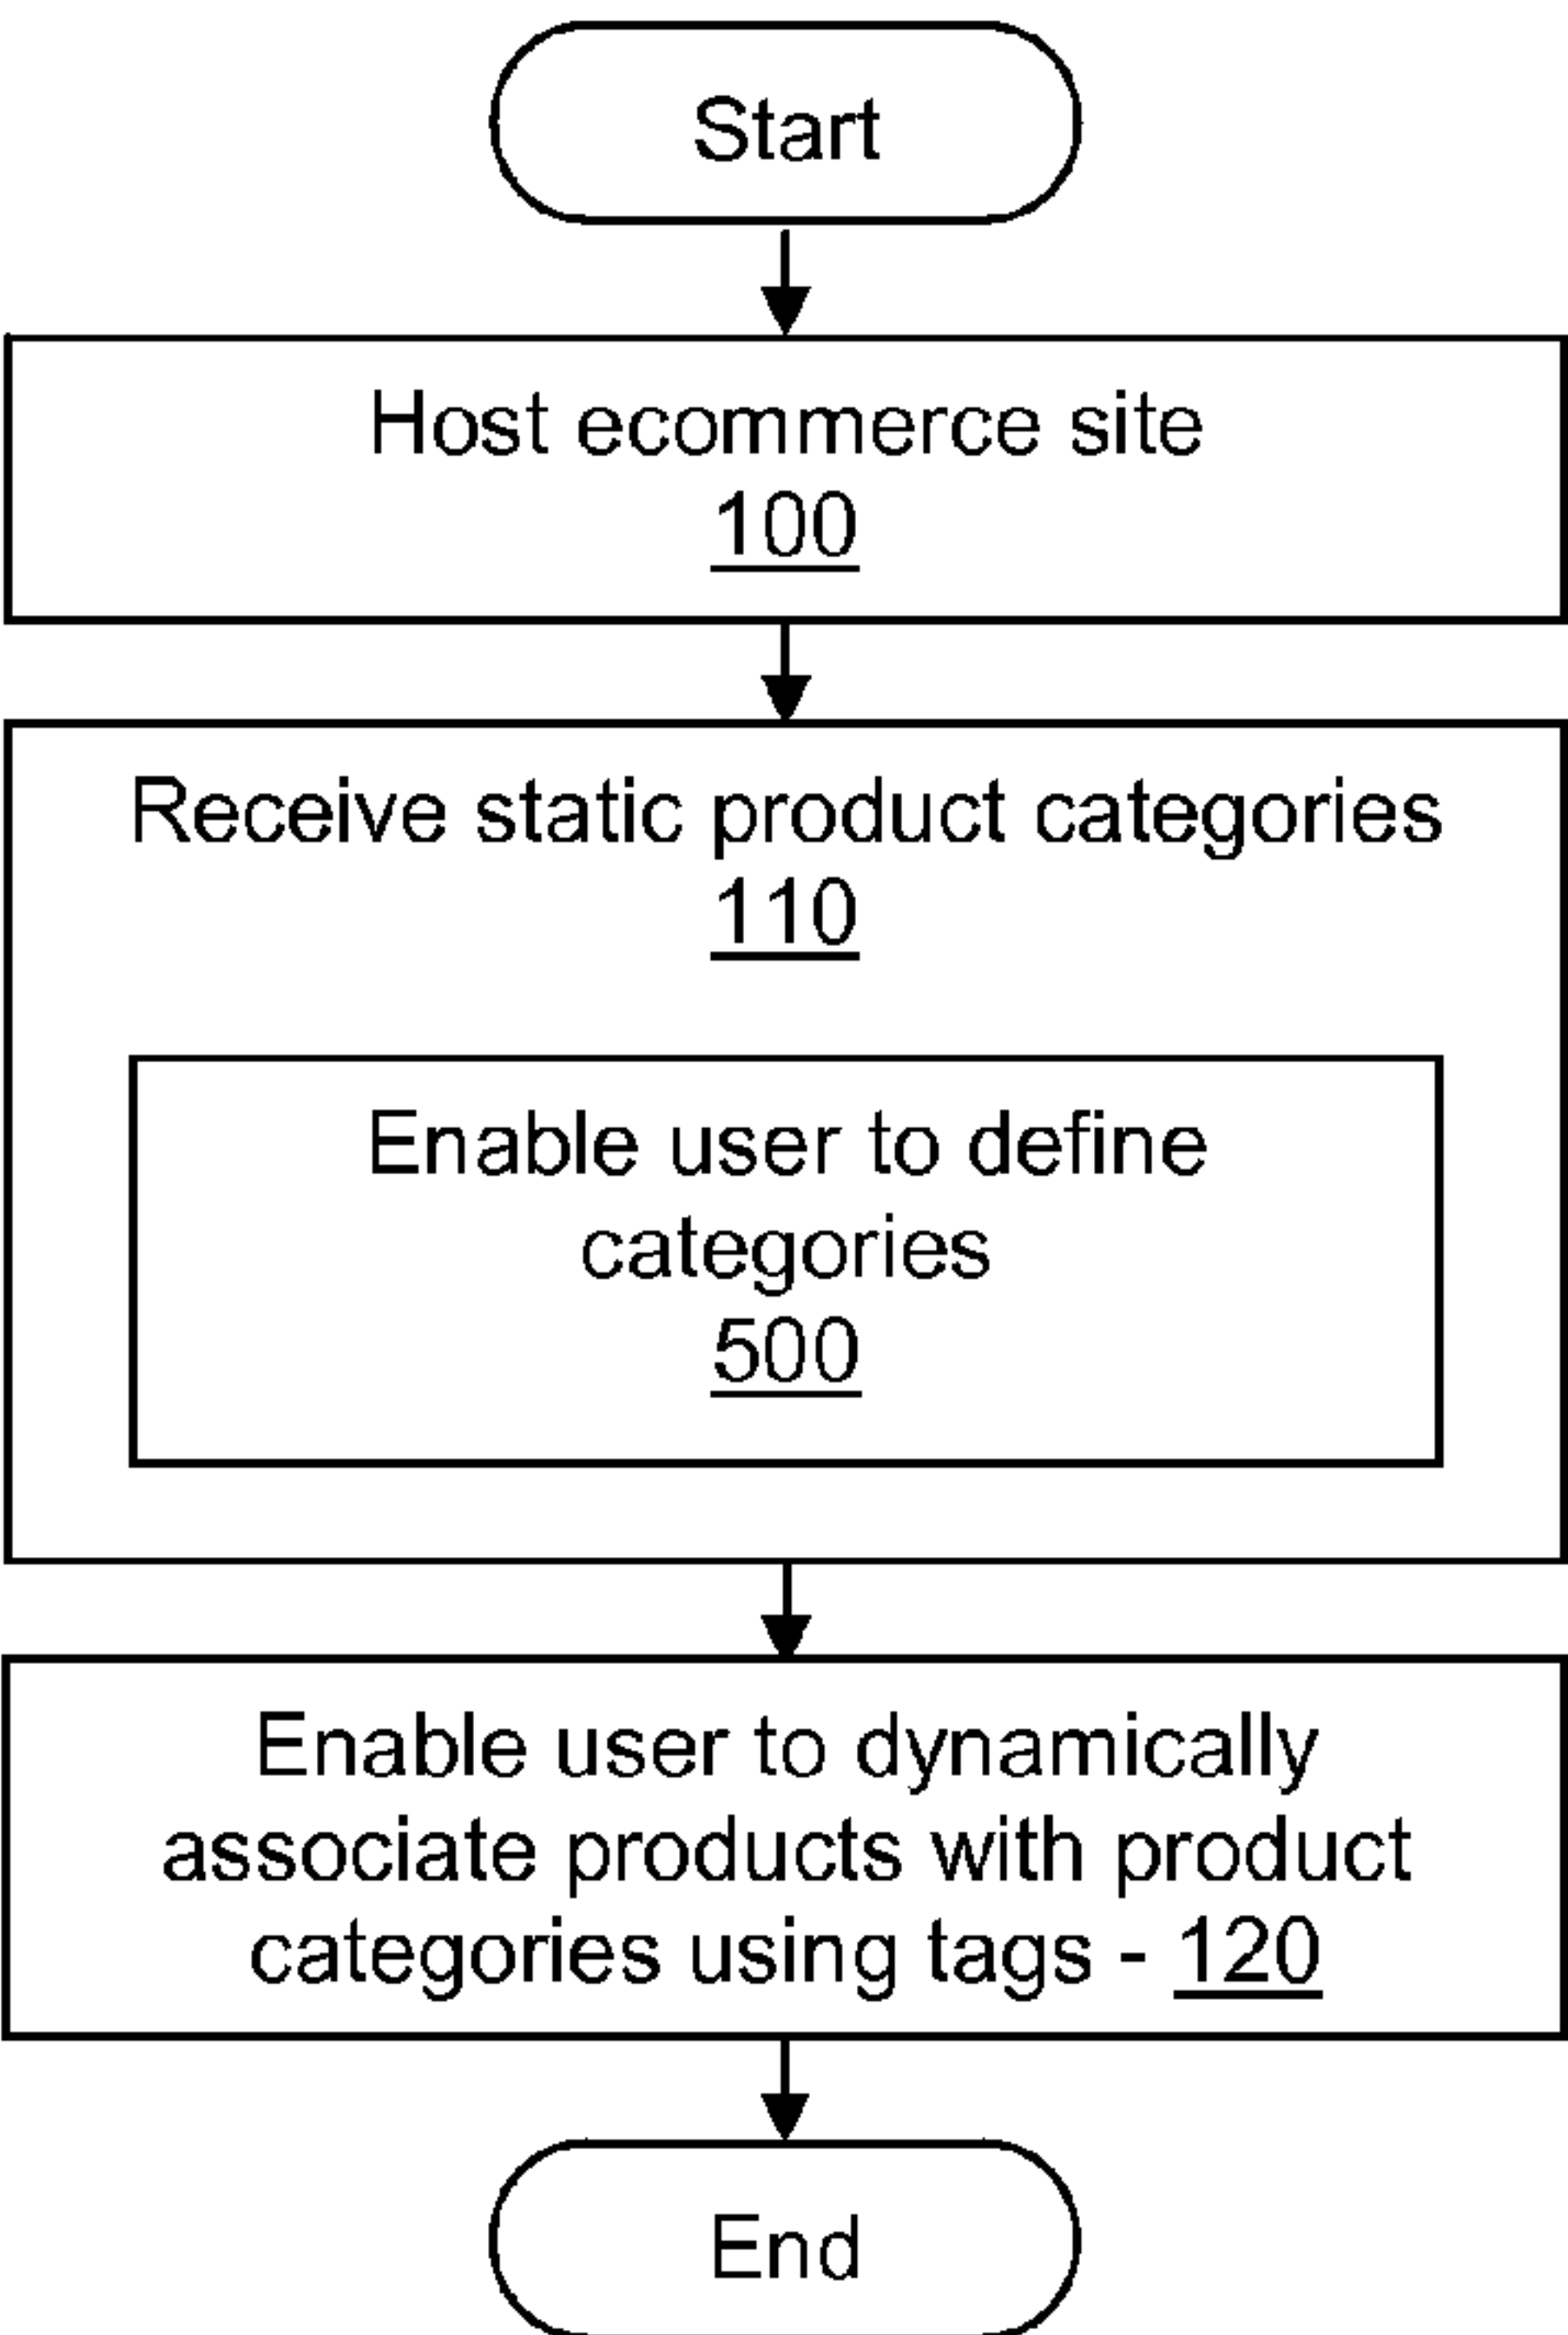 Start
Host ecommerce site
100
Receive static product categories
110
Enable user to define
categories
500
Enable user to dynamically
associate products with product
categories using tags - 120
End